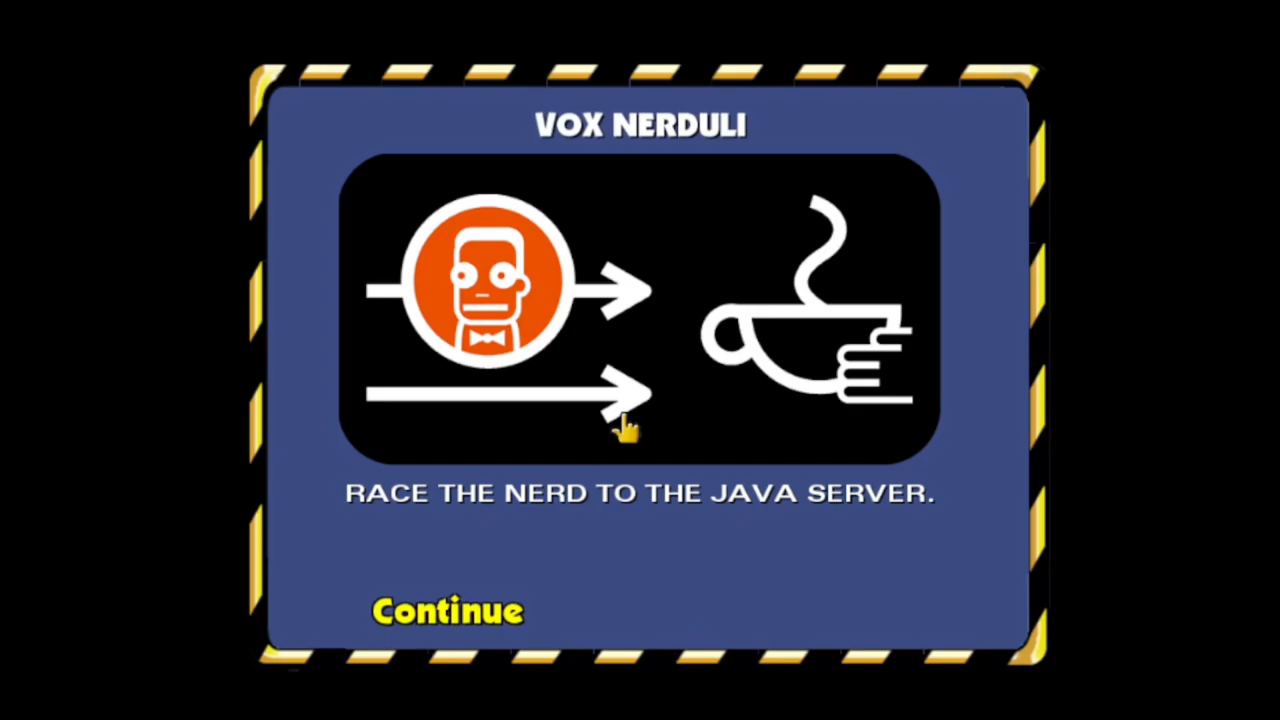 VOX NERDULI
RACE THE NERD TO THE JAVA SERVER.
Continue